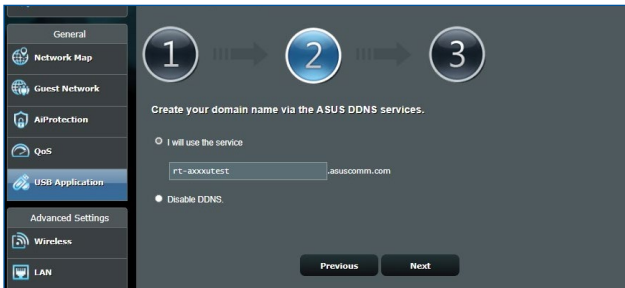 General
Network Map
Guest Network
AiProtection
QoS
USB Application
Advanced Settings
Wireless
LAN
1
2
3
Create your domain name via the ASUS DDNS services.
I will use the service
rt-axxxutest .asuscomm.com
Disable DDNS.
Previous Next